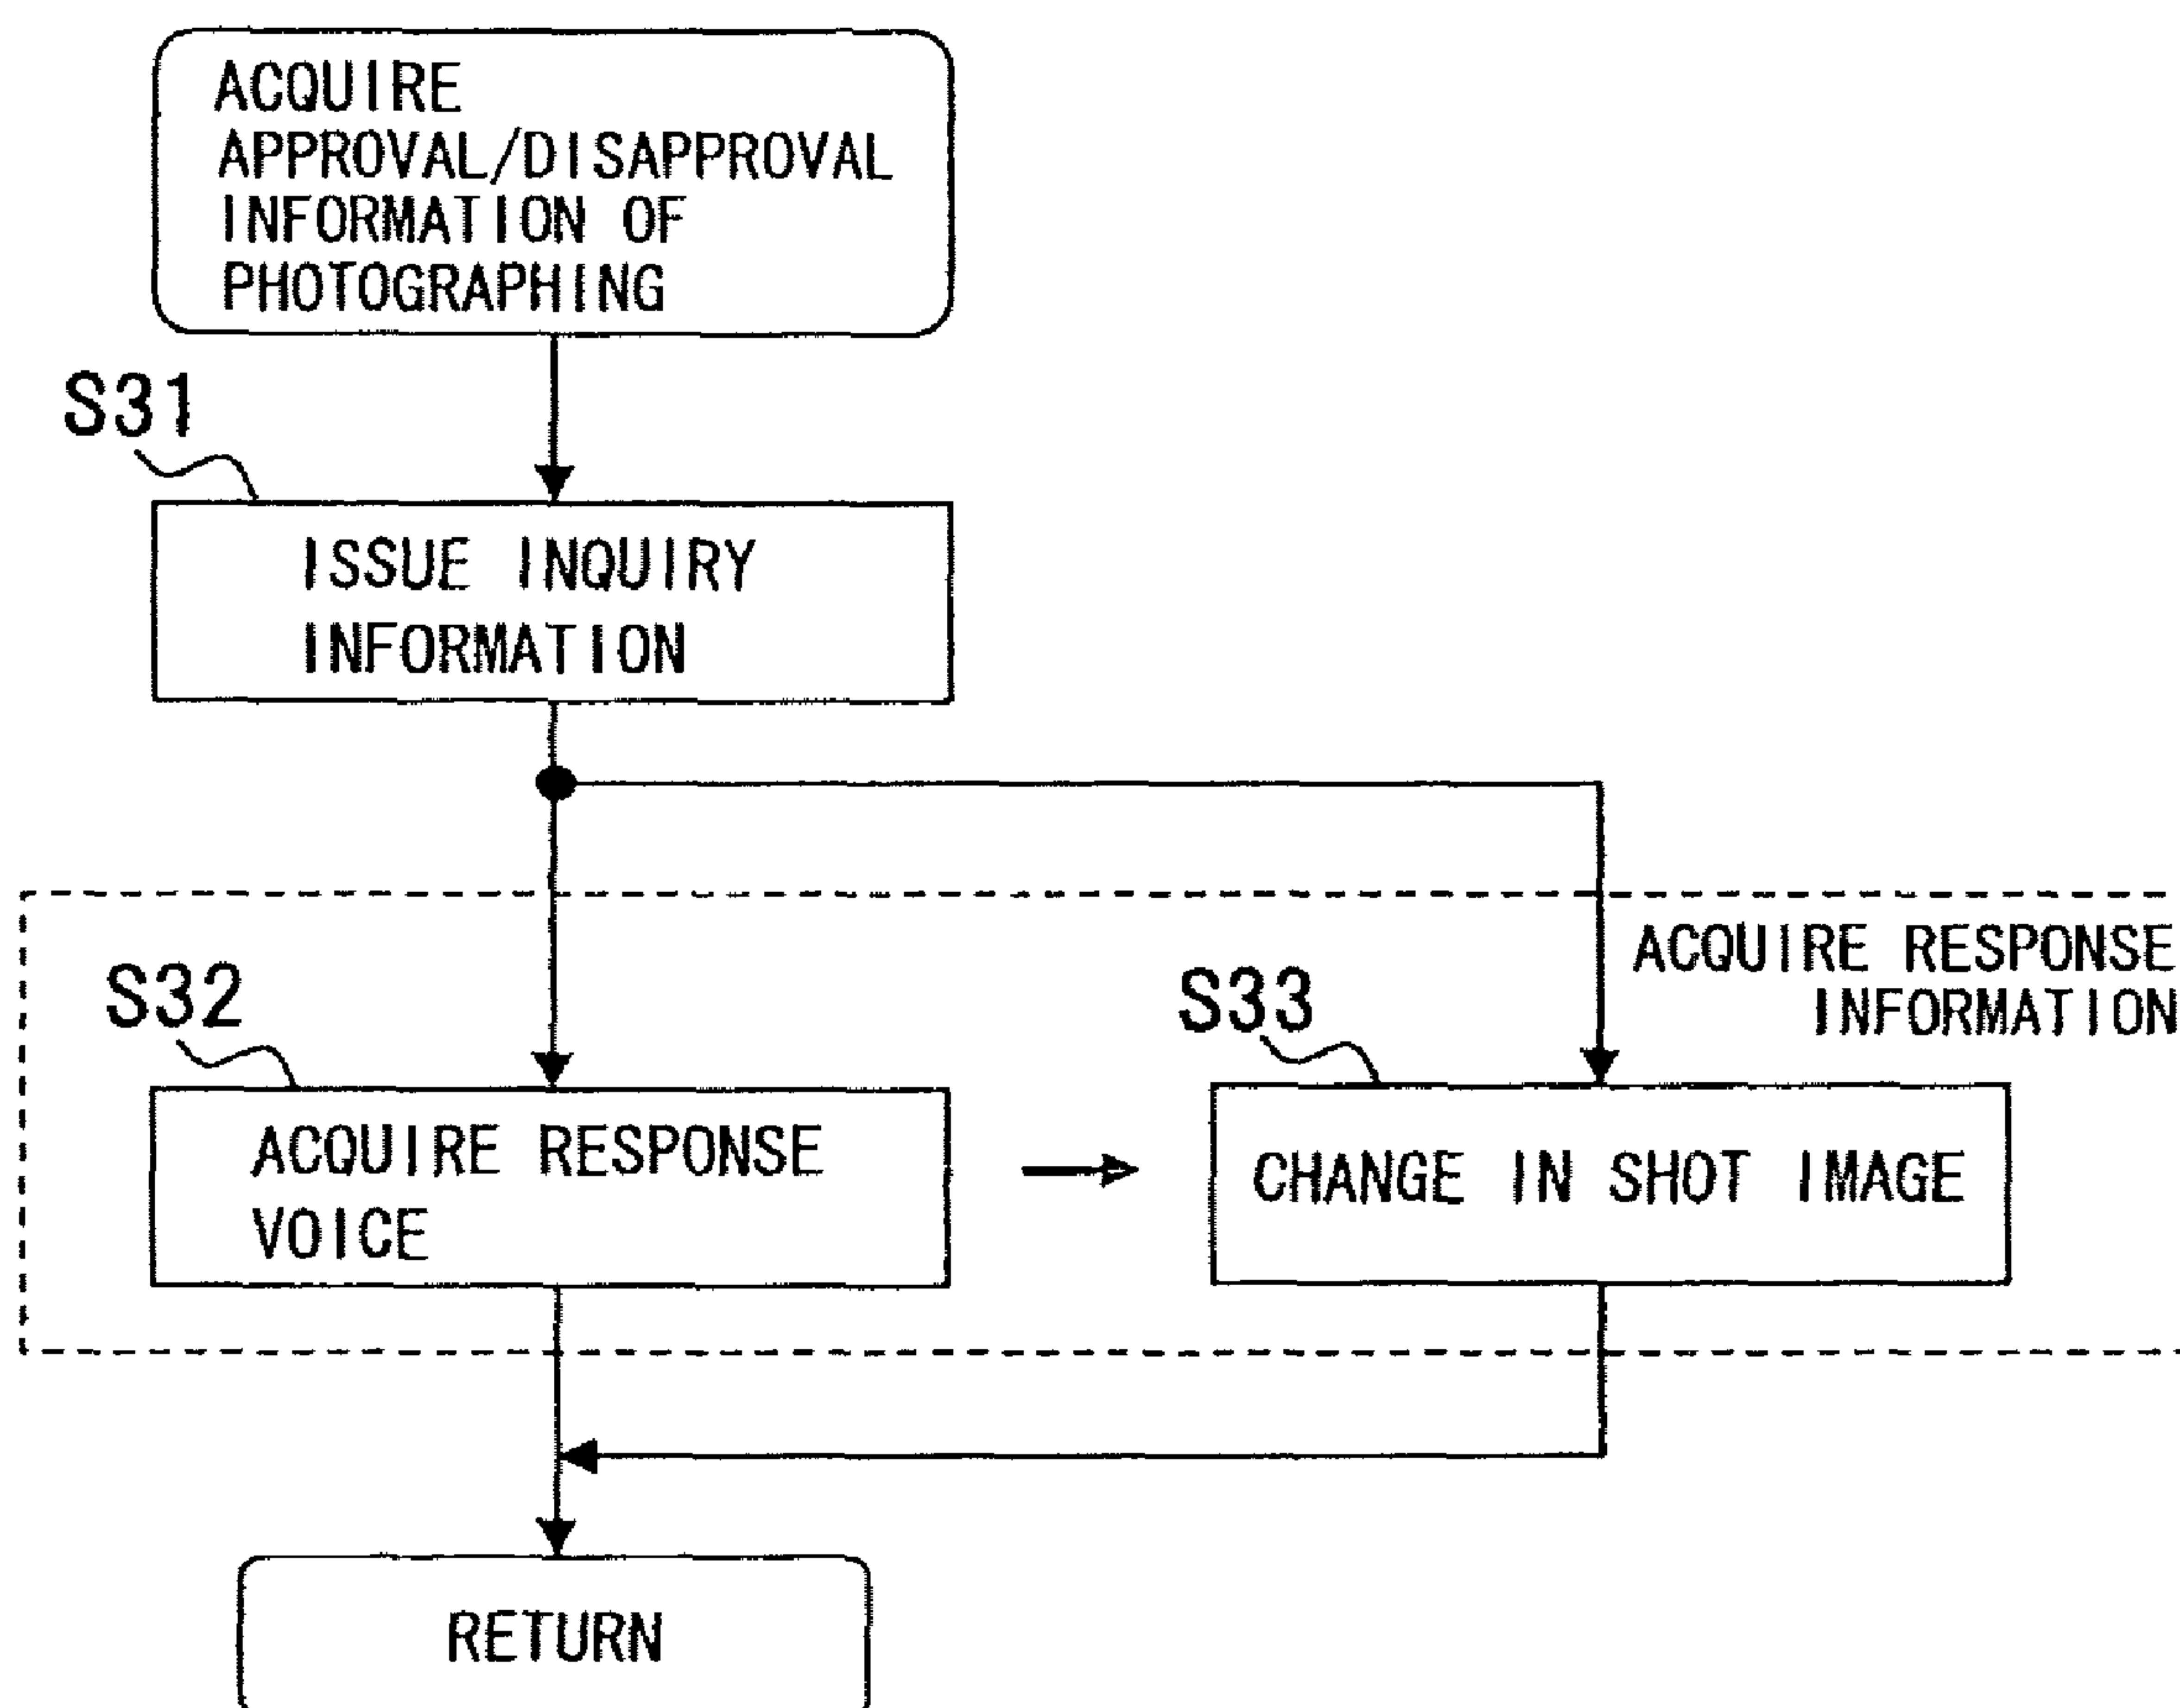 ACQUIRE
APPROVAL/DISAPPROVAL
INFORMATION OF
PHOTOGRAPHING
S31
ISSUE INQUIRY
INFORMATION
ACQUIRE RESPONSE
INFORMATION
S32
ACQUIRE RESPONSE
VOICE
S33
CHANGE IN SHOT IMAGE
RETURN